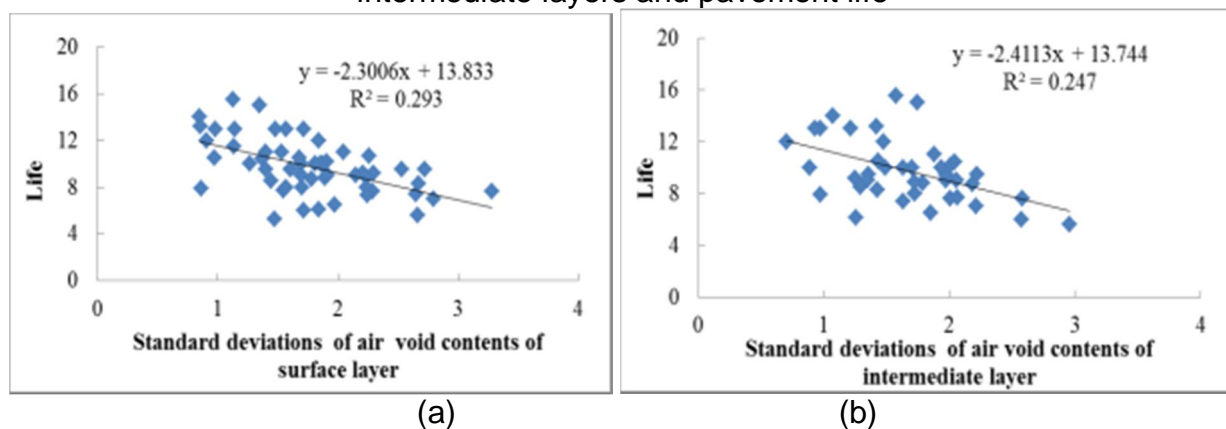 intermediate layers and pavement life
20
16
12
8
4
0
Life
y = -2.3006x + 13.833
R² = 0.293
0 1 2 3 4
Standard deviations of air void contents of
surface layer
(a)
20
16
12
8
4
0
Life
y = -2.4113x + 13.744
R² = 0.247
0 1 2 3 4
Standard deviations of air void contents of
intermediate layer
(b)